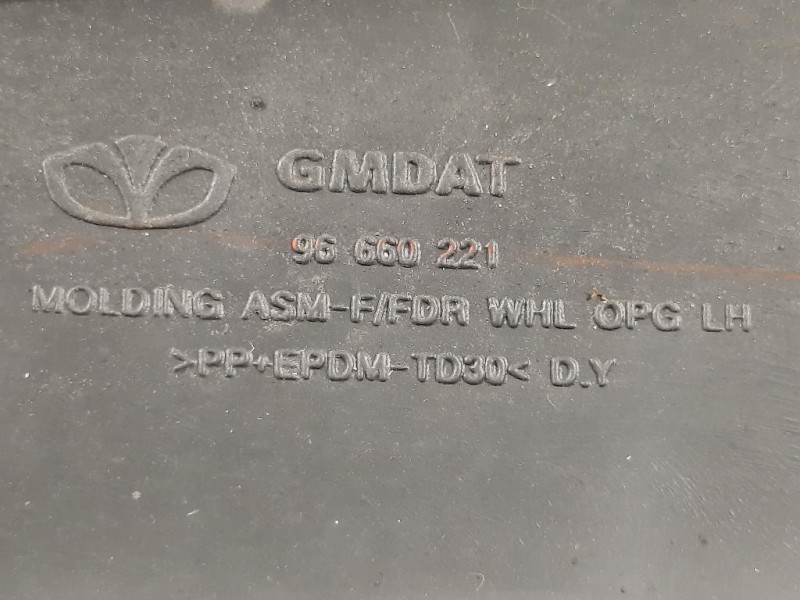 GMDAT
96 660 221
MOLDING ASM-F/FDR WHL OPG LH
>PP+EPDM-TD30< D.Y